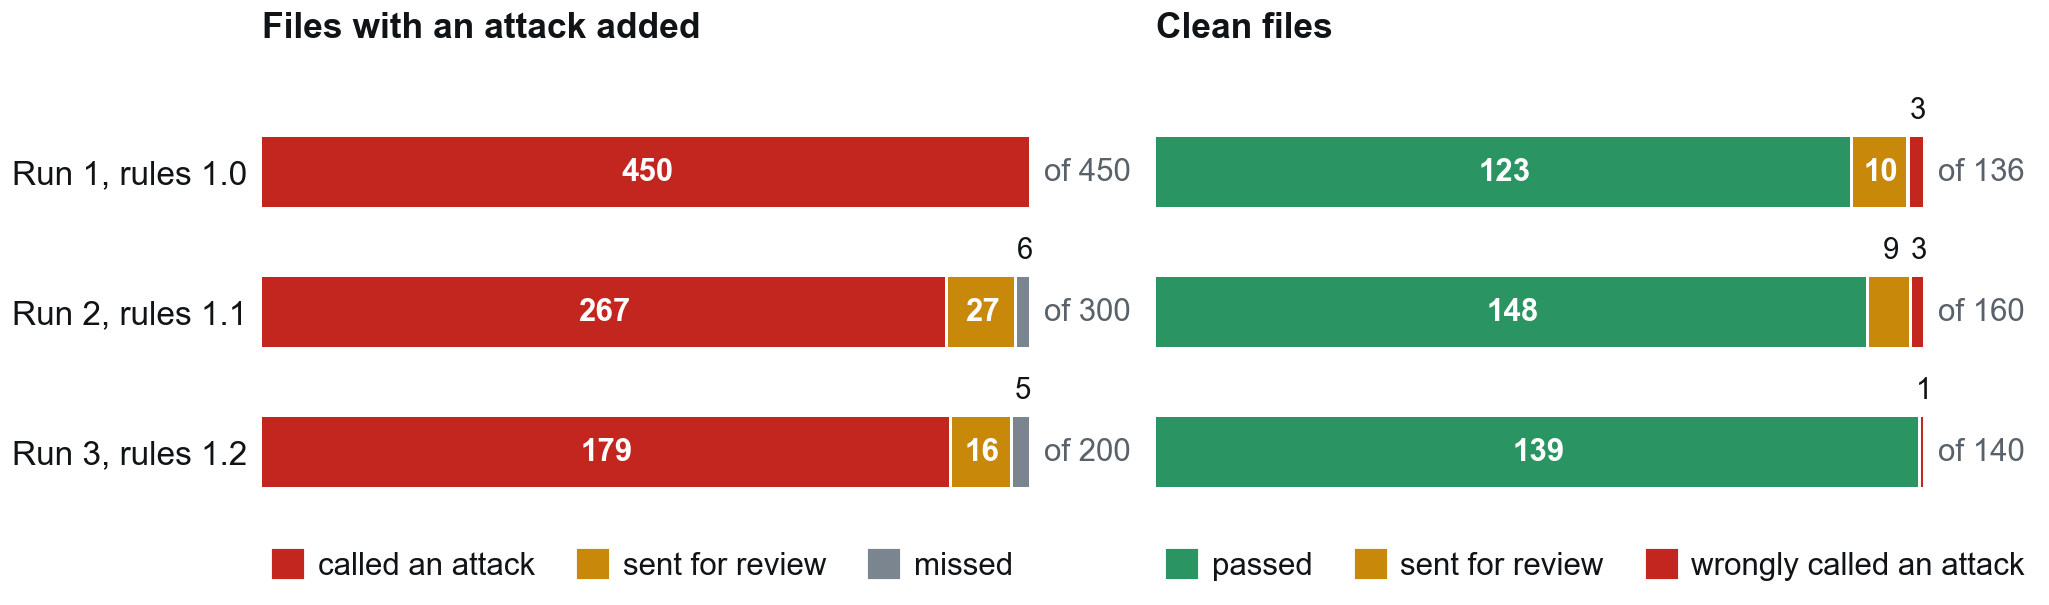 Files with an attack added
Clean files
3
Run 1, rules 1.0 450 of 450 123 10 of 136
6 9 3
Run 2, rules 1.1 267 27 of 300 148 of 160
5 1
Run 3, rules 1.2 179 16 of 200 139 of 140
called an attack sent for review missed
passed sent for review wrongly called an attack